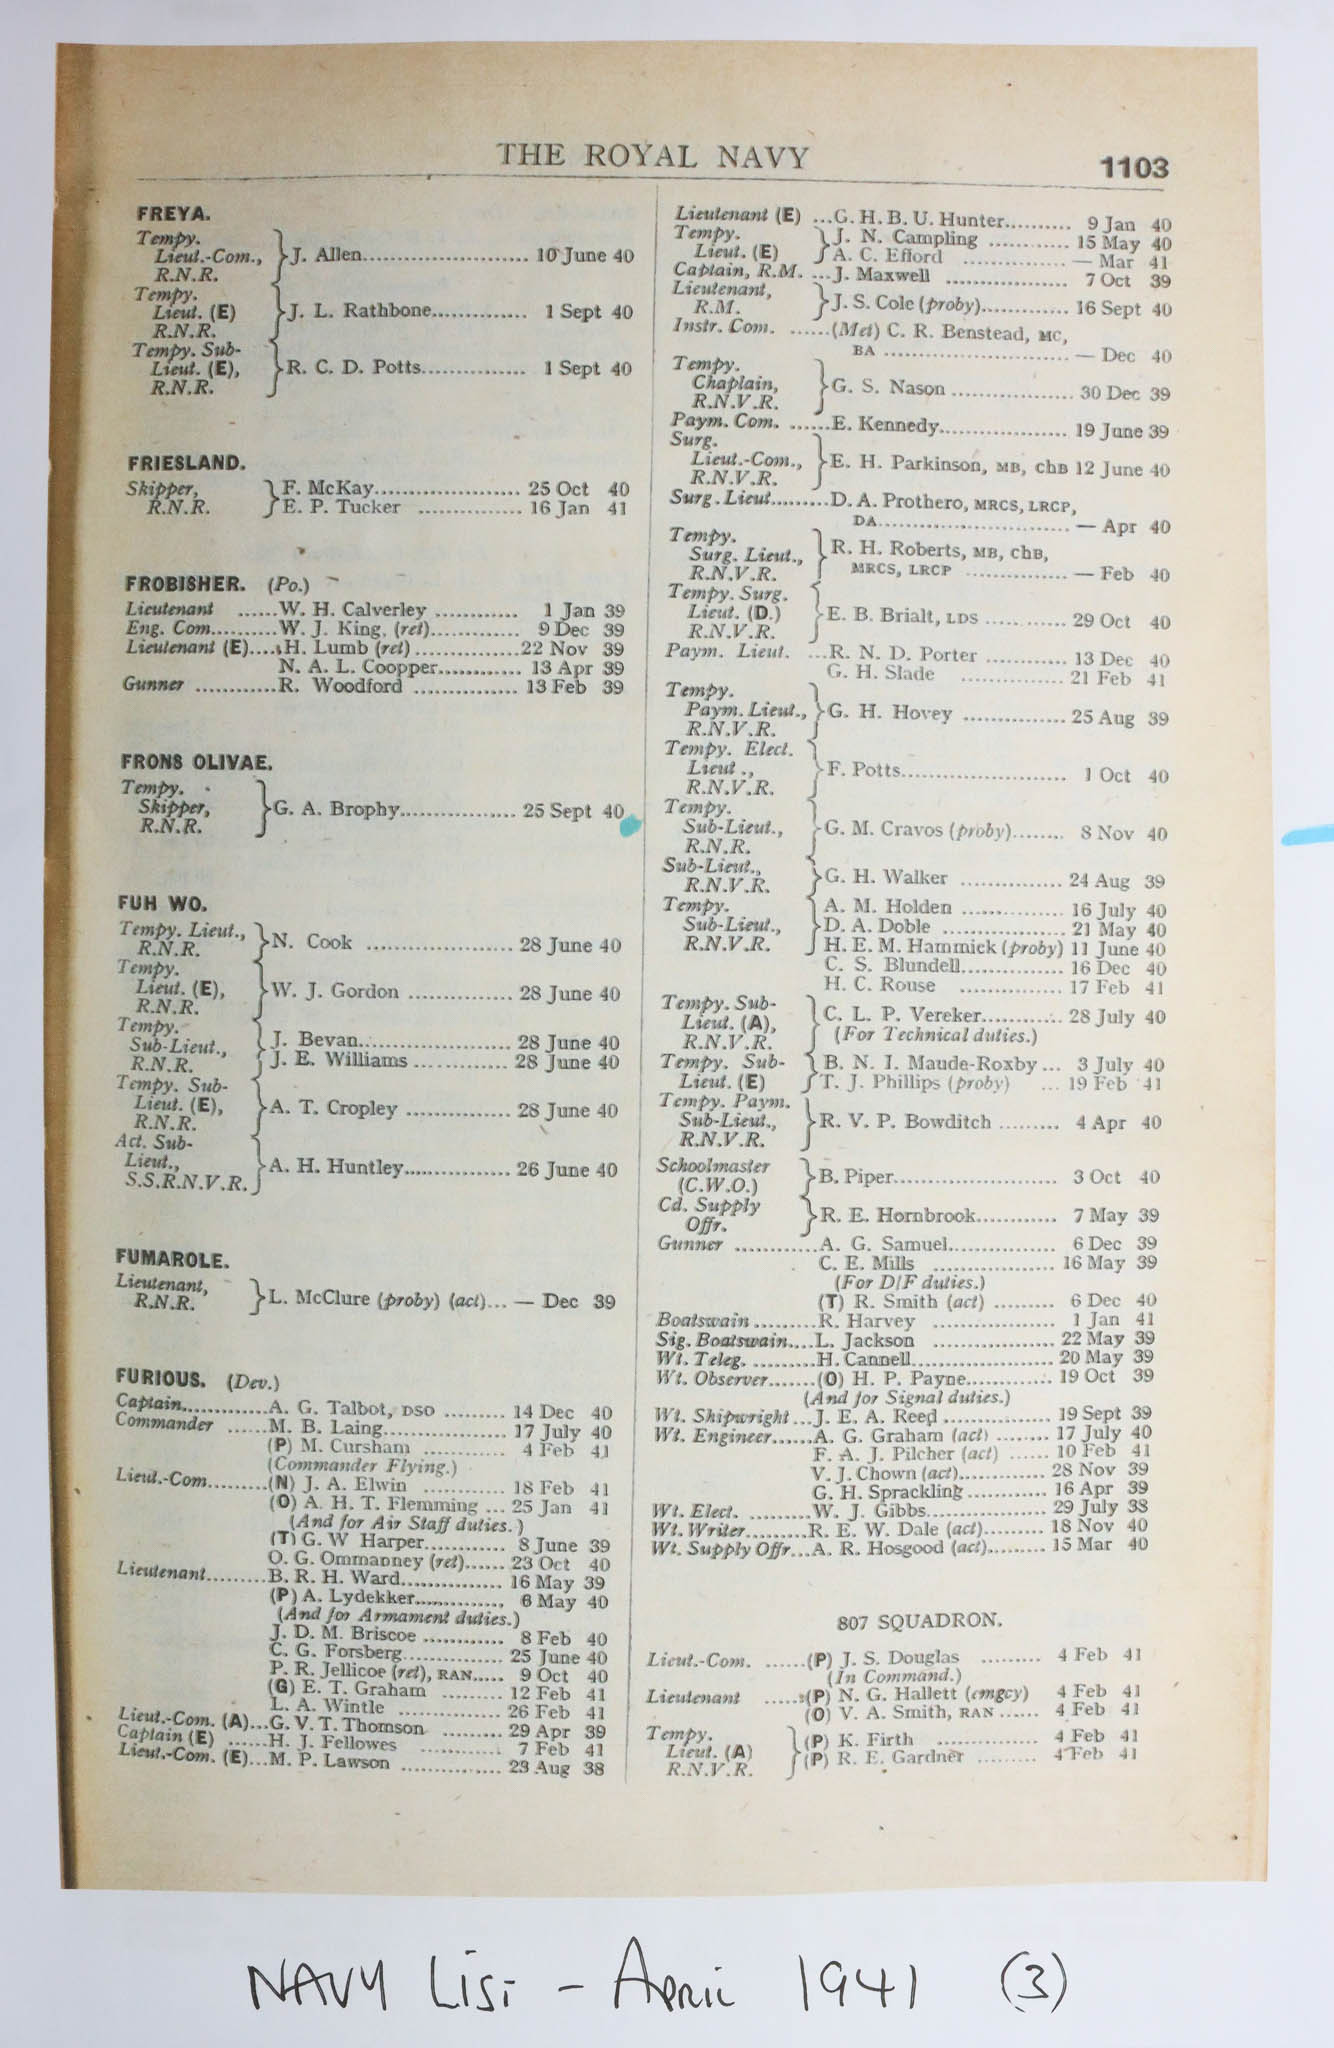 THE ROYAL NAVY
1103
FREYA.
Tempy.
Lieut.-Com., } J. Allen........................... 10 June 40
R.N.R.
Tempy.
Lieut. (E) } J. L. Rathbone............... 1 Sept 40
R.N.R.
Tempy. Sub-
Lieut. (E), } R. C. D. Potts................ 1 Sept 40
R.N.R.
FRIESLAND.
Skipper, } F. McKay...................... 25 Oct 40
R.N.R. } E. P. Tucker ................ 16 Jan 41
FROBISHER. (Po.)
Lieutenant ......W. H. Calverley ............ 1 Jan 39
Eng. Com..........W. J. King, (ret).............. 9 Dec 39
Lieutenant (E)....H. Lumb (ret) ................22 Nov 39
N. A. L. Coopper............. 13 Apr 39
Gunner ............R. Woodford ................ 13 Feb 39
FRONS OLIVAE.
Tempy.
Skipper, } G. A. Brophy.................. 25 Sept 40
R.N.R.
FUH WO.
Tempy. Lieut., } N. Cook ...................... 28 June 40
R.N.R.
Tempy.
Lieut. (E), } W. J. Gordon ................ 28 June 40
R.N.R.
Tempy.
Sub-Lieut., } J. Bevan....................... 28 June 40
R.N.R. } J. E. Williams .............. 28 June 40
Tempy. Sub-
Lieut. (E), } A. T. Cropley ................ 28 June 40
R.N.R.
Act. Sub-
Lieut., } A. H. Huntley................ 26 June 40
S.S.R.N.V.R.
FUMAROLE.
Lieutenant, } L. McClure (proby) (act)... — Dec 39
R.N.R.
FURIOUS. (Dev.)
Captain.............A. G. Talbot, DSO ......... 14 Dec 40
Commander ......M. B. Laing................... 17 July 40
(P) M. Cursham ............ 4 Feb 41
(Commander Flying.)
Lieut.-Com.........(N) J. A. Elwin ............ 18 Feb 41
(O) A. H. T. Flemming ... 25 Jan 41
(And for Air Staff duties.)
(T) G. W Harper............ 8 June 39
O. G. Ommanney (ret)...... 23 Oct 40
Lieutenant.........B. R. H. Ward................ 16 May 39
(P) A. Lydekker.............. 6 May 40
(And for Armament duties.)
J. D. M. Briscoe ............ 8 Feb 40
C. G. Forsberg................ 25 June 40
P. R. Jellicoe (ret), RAN..... 9 Oct 40
(G) E. T. Graham ......... 12 Feb 41
L. A. Wintle .................. 26 Feb 41
Lieut.-Com. (A)...G. V. T. Thomson ......... 29 Apr 39
Captain (E) ......H. J. Fellowes ............ 7 Feb 41
Lieut.-Com. (E)...M. P. Lawson ................ 23 Aug 38
Lieutenant (E) ...G. H. B. U. Hunter.......... 9 Jan 40
Tempy. } J. N. Campling ............ 15 May 40
Lieut. (E) } A. C. Efford ................ — Mar 41
Captain, R.M. ...J. Maxwell ................... 7 Oct 39
Lieutenant, } J. S. Cole (proby)............. 16 Sept 40
R.M.
Instr. Com. ......(Met) C. R. Benstead, MC,
BA ............................. — Dec 40
Tempy.
Chaplain, } G. S. Nason ................... 30 Dec 39
R.N.V.R.
Paym. Com. ......E. Kennedy................... 19 June 39
Surg.
Lieut.-Com., } E. H. Parkinson, MB, chB 12 June 40
R.N.V.R.
Surg. Lieut.........D. A. Prothero, MRCS, LRCP,
DA............................. — Apr 40
Tempy.
Surg. Lieut., } R. H. Roberts, MB, chB,
R.N.V.R. MRCS, LRCP ................ — Feb 40
Tempy. Surg.
Lieut. (D.) } E. B. Brialt, LDS ............ 29 Oct 40
R.N.V.R.
Paym. Lieut. ...R. N. D. Porter ............ 13 Dec 40
G. H. Slade ................ 21 Feb 41
Tempy.
Paym. Lieut., } G. H. Hovey ................ 25 Aug 39
R.N.V.R.
Tempy. Elect.
Lieut., } F. Potts......................... 1 Oct 40
R.N.V.R.
Tempy.
Sub-Lieut., } G. M. Cravos (proby)........ 8 Nov 40
R.N.R.
Sub-Lieut., } G. H. Walker ................ 24 Aug 39
R.N.V.R.
Tempy. } A. M. Holden ................ 16 July 40
Sub-Lieut., } D. A. Doble .................. 21 May 40
R.N.V.R. } H. E. M. Hammick (proby) 11 June 40
C. S. Blundell................ 16 Dec 40
H. C. Rouse ................ 17 Feb 41
Tempy. Sub-
Lieut. (A), } C. L. P. Vereker............ 28 July 40
R.N.V.R. (For Technical duties.)
Tempy. Sub- } B. N. I. Maude-Roxby ... 3 July 40
Lieut. (E) } T. J. Phillips (proby) ... 19 Feb 41
Tempy. Paym.
Sub-Lieut., } R. V. P. Bowditch ......... 4 Apr 40
R.N.V.R.
Schoolmaster } B. Piper......................... 3 Oct 40
(C.W.O.)
Cd. Supply } R. E. Hornbrook............ 7 May 39
Offr.
Gunner ............A. G. Samuel................ 6 Dec 39
C. E. Mills .................. 16 May 39
(For D/F duties.)
(T) R. Smith (act) ......... 6 Dec 40
Boatswain .........R. Harvey .................. 1 Jan 41
Sig. Boatswain....L. Jackson .................. 22 May 39
Wt. Teleg. .........H. Cannell..................... 20 May 39
Wt. Observer.......(O) H. P. Payne............. 19 Oct 39
(And for Signal duties.)
Wt. Shipwright ...J. E. A. Reed ................ 19 Sept 39
Wt. Engineer......A. G. Graham (act) ........ 17 July 40
F. A. J. Pilcher (act) ...... 10 Feb 41
V. J. Chown (act)............. 28 Nov 39
G. H. Sprackling............ 16 Apr 39
Wt. Elect. .........W. J. Gibbs.................. 29 July 38
Wt. Writer.........R. E. W. Dale (act)......... 18 Nov 40
Wt. Supply Offr...A. R. Hosgood (act)......... 15 Mar 40
807 SQUADRON.
Lieut.-Com. ......(P) J. S. Douglas ......... 4 Feb 41
(In Command.)
Lieutenant ......(P) N. G. Hallett (emgcy) 4 Feb 41
(O) V. A. Smith, RAN ...... 4 Feb 41
Tempy. } (P) K. Firth ............... 4 Feb 41
Lieut. (A) } (P) R. E. Gardner ......... 4 Feb 41
R.N.V.R.
NAVY LIST - APRIL 1941 (3)